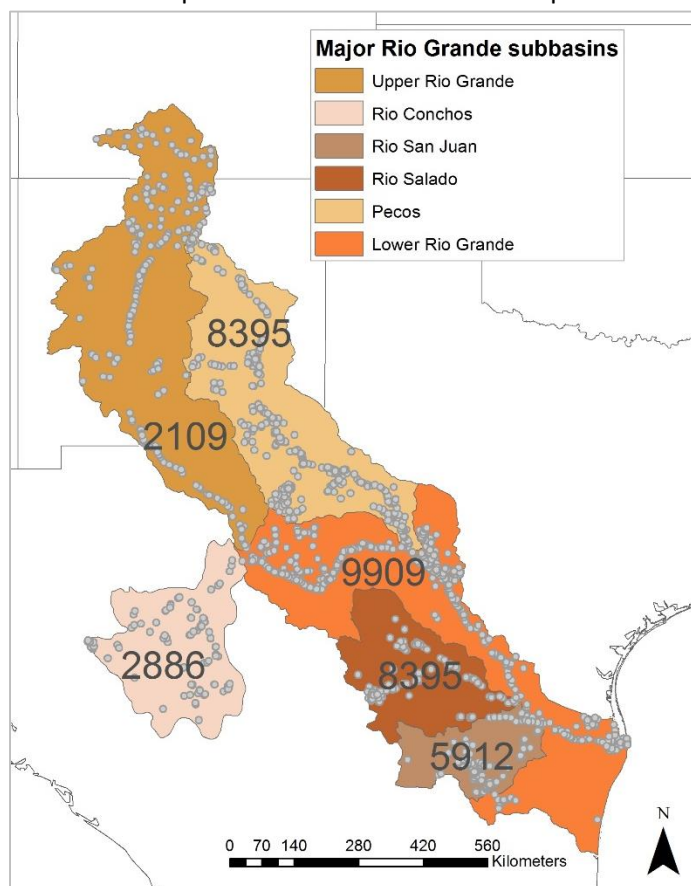 Major Rio Grande subbasins
Upper Rio Grande
Rio Conchos
Rio San Juan
Rio Salado
Pecos
Lower Rio Grande
8395
2109
9909
2886
8395
5912
N
0 70 140 280 420 560
Kilometers